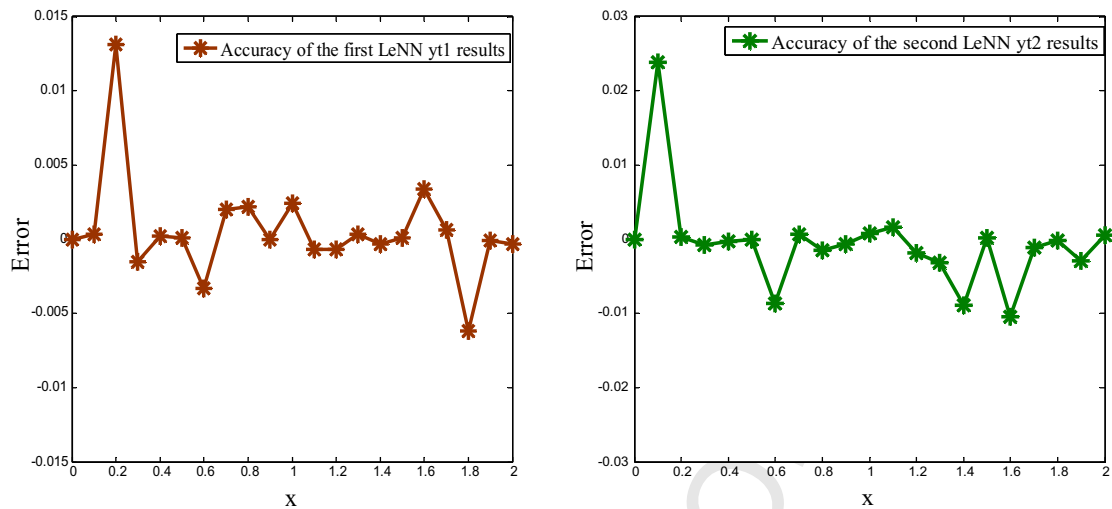 0.015
0.01
0.005
0
-0.005
-0.01
-0.015
Error
0 0.2 0.4 0.6 0.8 1 1.2 1.4 1.6 1.8 2
x
Accuracy of the first LeNN yt1 results
0.03
0.02
0.01
0
-0.01
-0.02
-0.03
Error
0 0.2 0.4 0.6 0.8 1 1.2 1.4 1.6 1.8 2
x
Accuracy of the second LeNN yt2 results